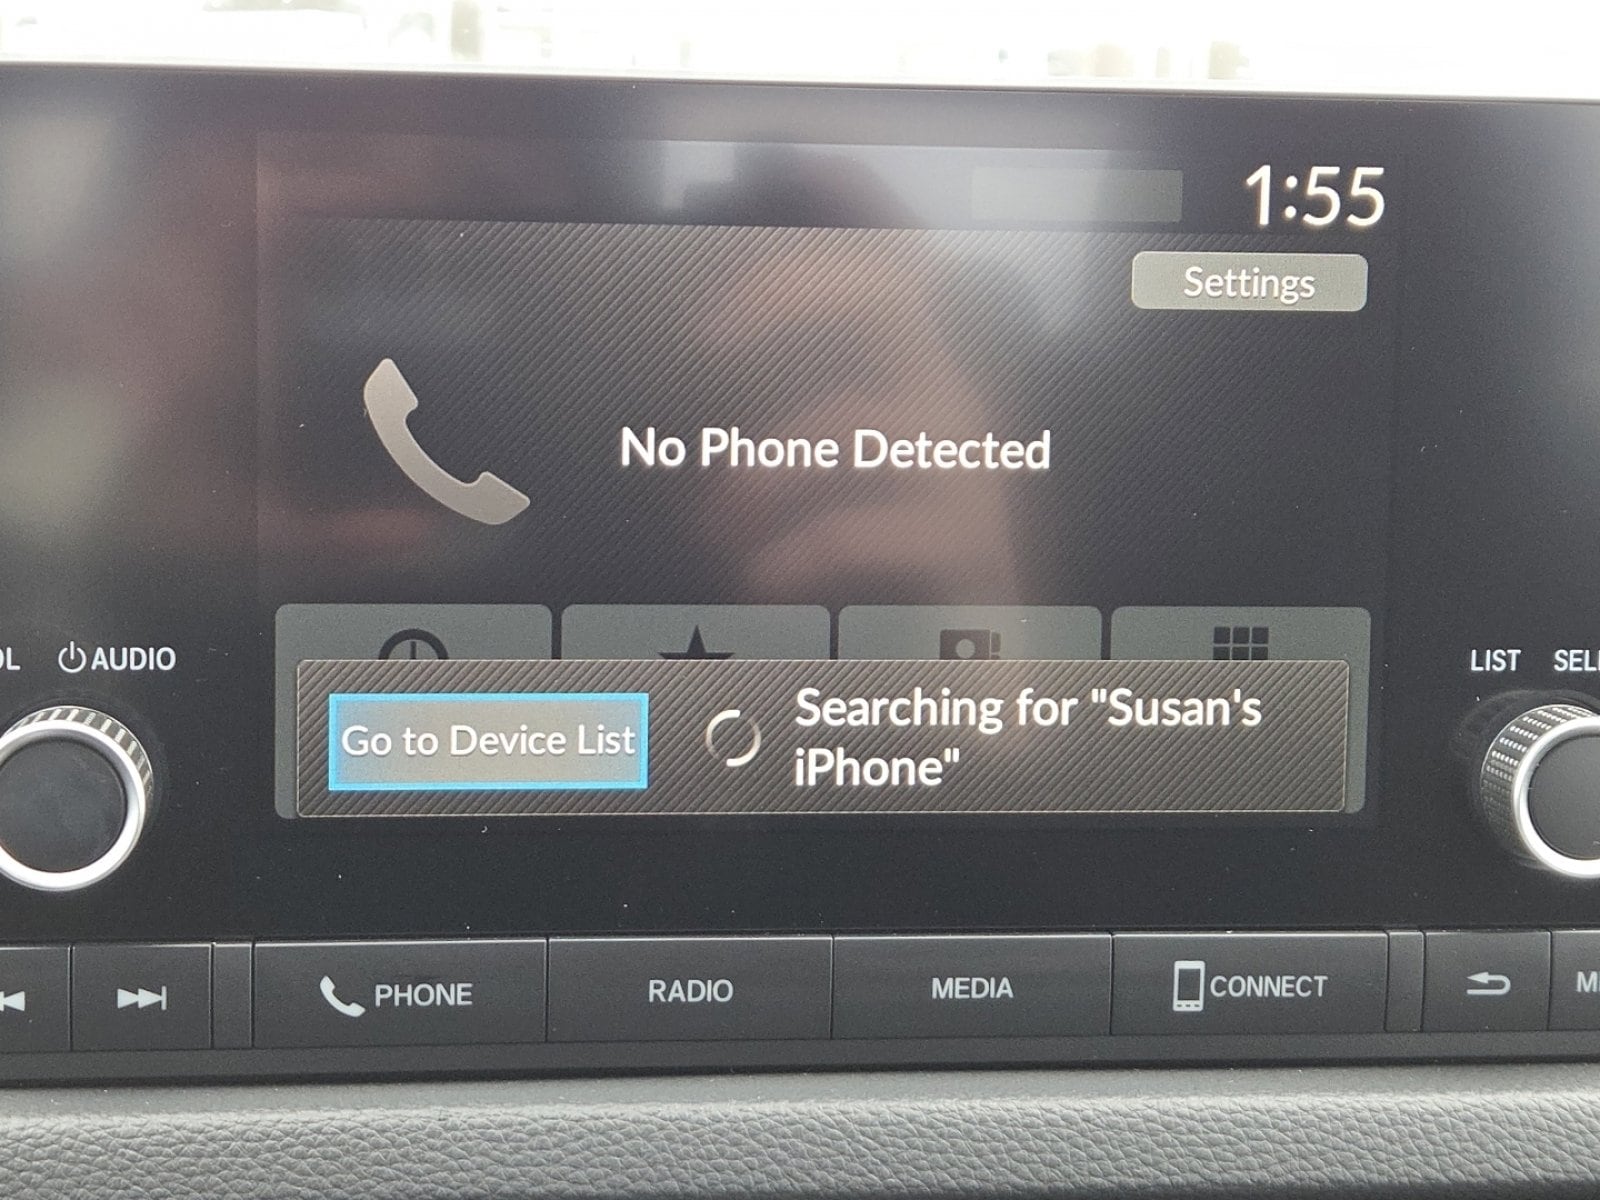 1:55
Settings
No Phone Detected
AUDIO
LIST
Go to Device List
Searching for "Susan's
iPhone"
PHONE
RADIO
MEDIA
CONNECT